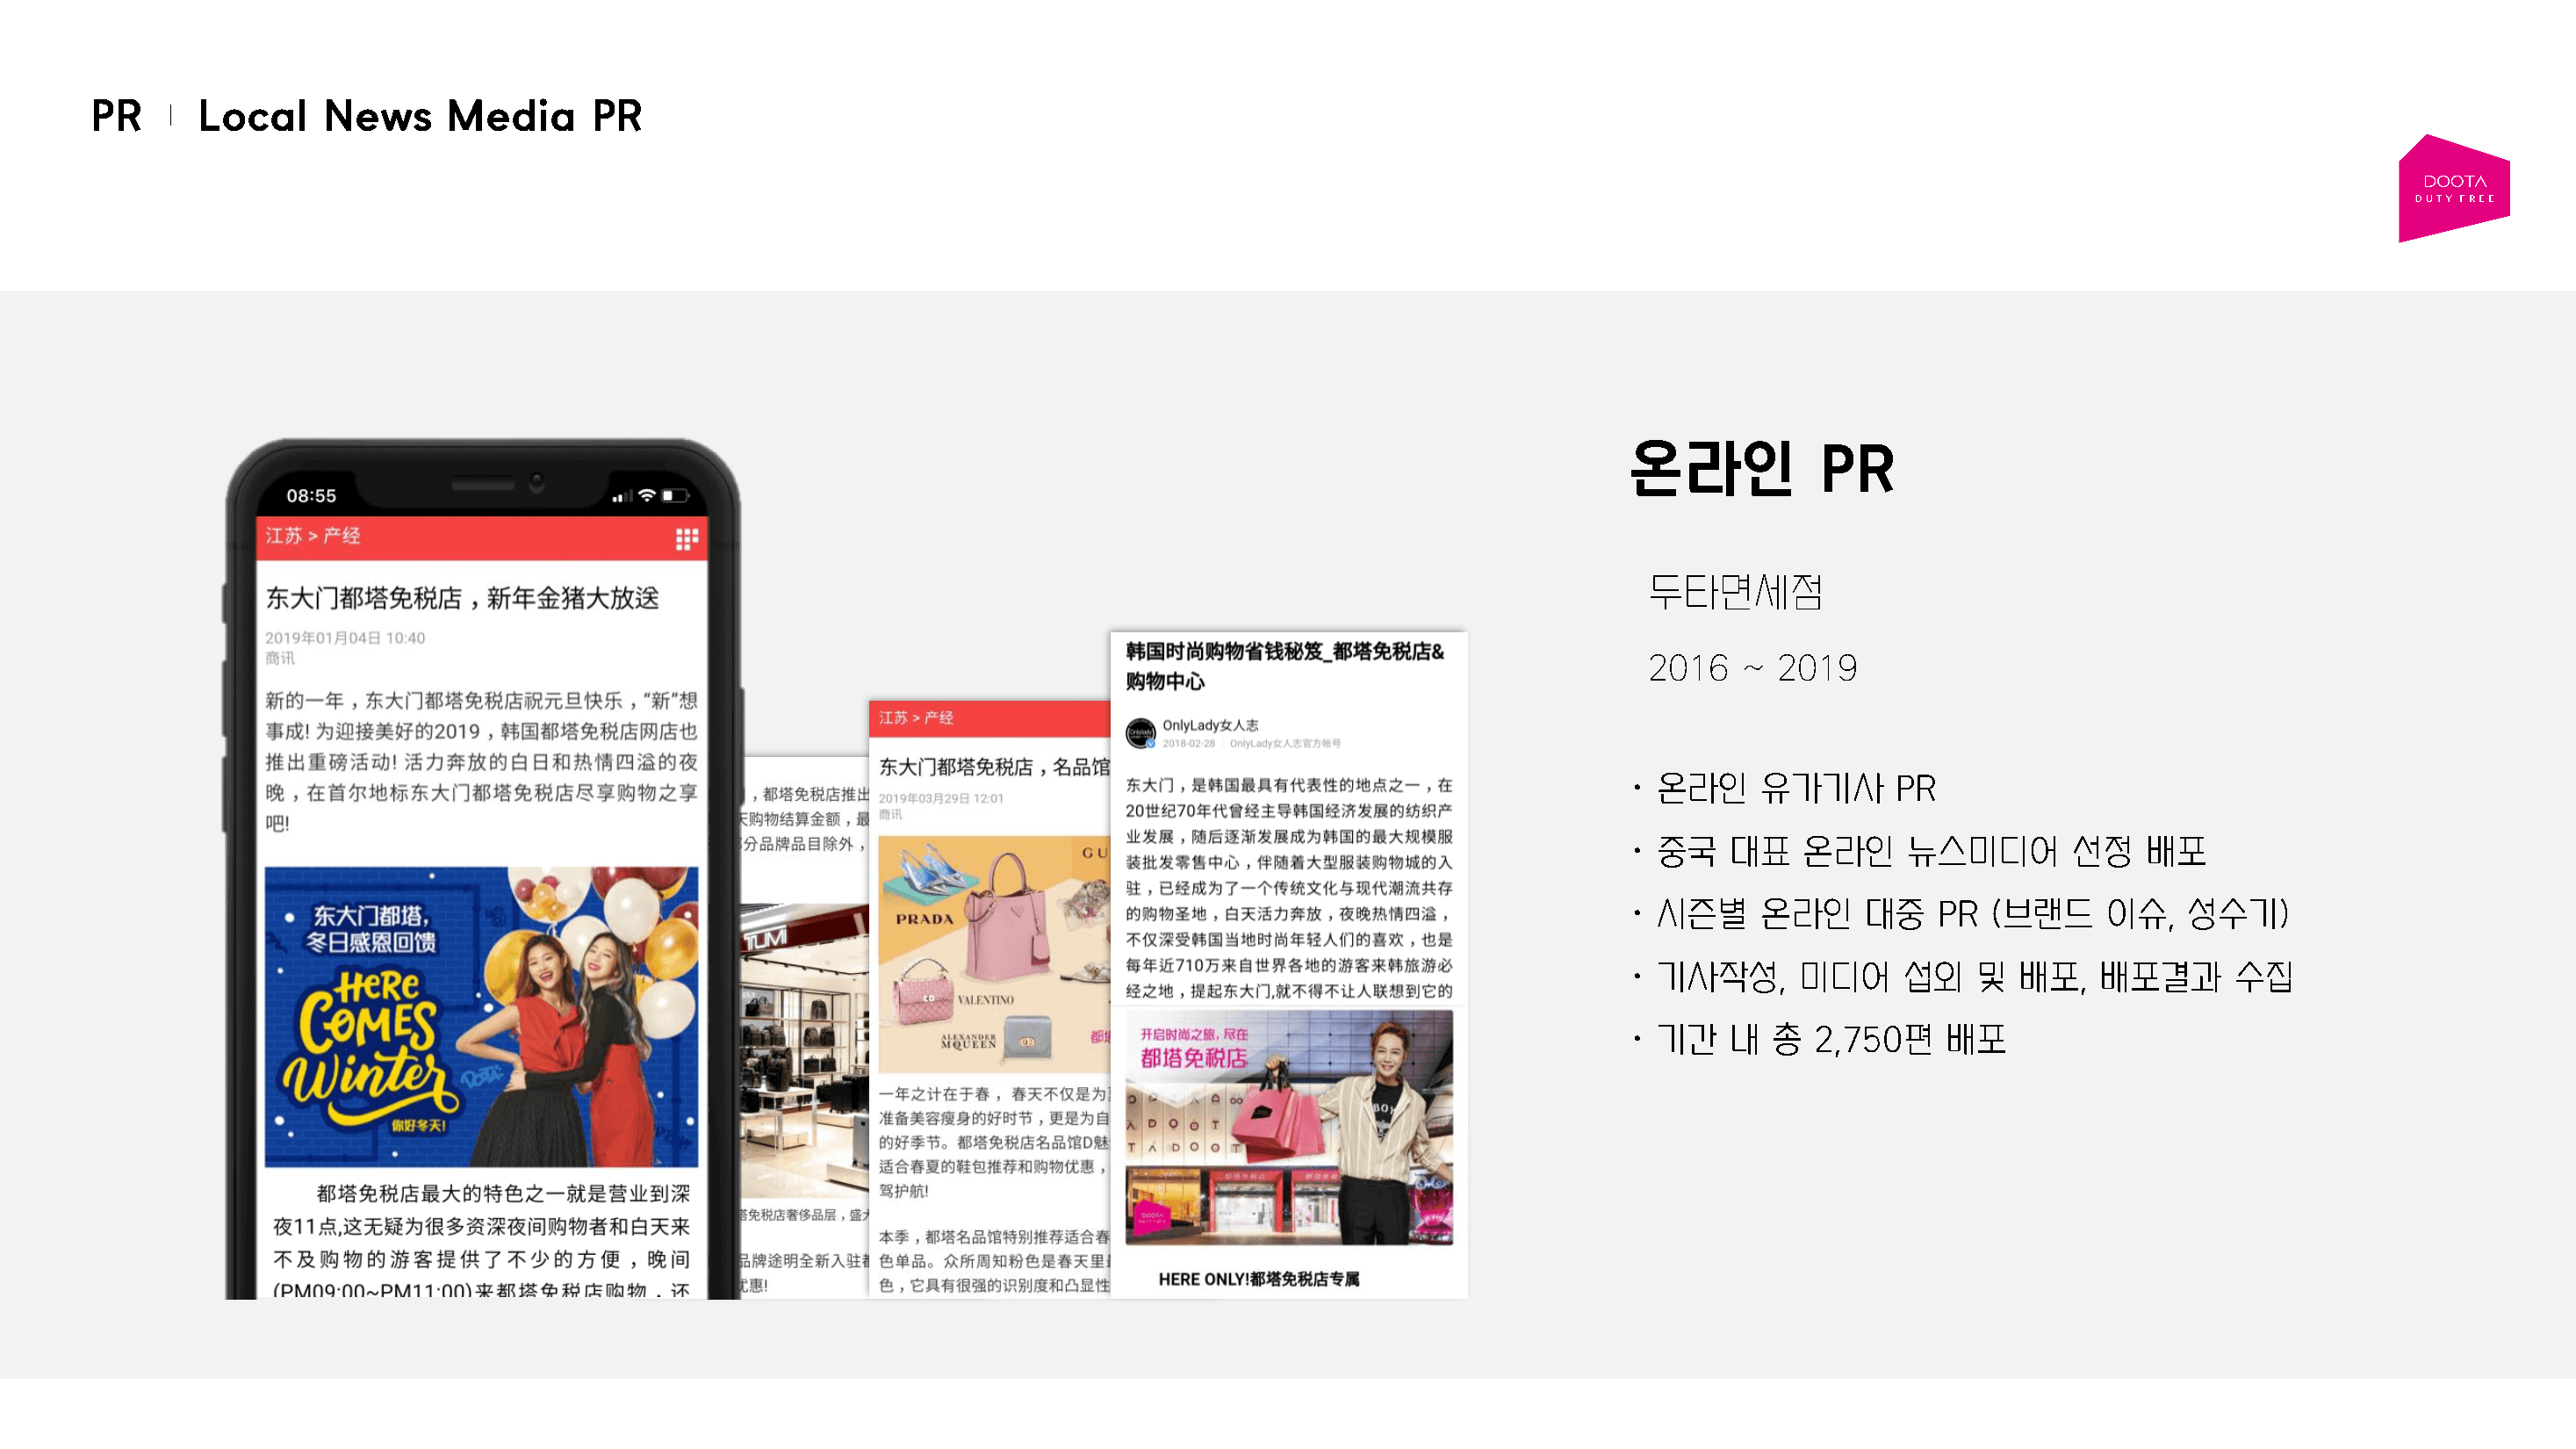 PR | Local News Media PR
DOOTA
DUTY FREE
08:55
江苏 > 产经
东大门都塔免税店，新年金猪大放送
2019年01月04日 10:40
商讯
新的一年，东大门都塔免税店祝元旦快乐，“新”想
事成! 为迎接美好的2019，韩国都塔免税店网店也
推出重磅活动! 活力奔放的白日和热情四溢的夜
晚，在首尔地标东大门都塔免税店尽享购物之享
吧!
东大门都塔,
冬日感恩回馈
HeRe
COMES
Winter
DOOTA
你好冬天!
都塔免税店最大的特色之一就是营业到深
夜11点,这无疑为很多资深夜间购物者和白天来
不及购物的游客提供了不少的方便，晚间
(PM09:00~PM11:00)来都塔免税店购物，还
，都塔免税店推出
购物结算金额，最
分品牌品目除外，
TUMI
免税店奢侈品层，盛
品牌途明全新入驻
优惠!
江苏 > 产经
东大门都塔免税店，名品馆
2019年03月29日 12:01
商讯
GU
PRADA
VALENTINO
ALEXANDER
MQUEEN
都
一年之计在于春，春天不仅是为
准备美容瘦身的好时节，更是为自
的好季节。都塔免税店名品馆D魅
适合春夏的鞋包推荐和购物优惠，
驾护航!
本季，都塔名品馆特别推荐适合春
色单品。众所周知粉色是春天里
色，它具有很强的识别度和凸显性
韩国时尚购物省钱秘笈_都塔免税店&
购物中心
OnlyLady女人志
2018-02-28 | OnlyLady女人志官方帐号
东大门，是韩国最具有代表性的地点之一，在
20世纪70年代曾经主导韩国经济发展的纺织产
业发展，随后逐渐发展成为韩国的最大规模服
装批发零售中心，伴随着大型服装购物城的入
驻，已经成为了一个传统文化与现代潮流共存
的购物圣地，白天活力奔放，夜晚热情四溢，
不仅深受韩国当地时尚年轻人们的喜欢，也是
每年近710万来自世界各地的游客来韩旅游必
经之地，提起东大门,就不得不让人联想到它的
开启时尚之旅, 尽在
都塔免税店
HERE ONLY!都塔免税店专属
온라인 PR
두타면세점
2016 ~ 2019
· 온라인 유가기사 PR
· 중국 대표 온라인 뉴스미디어 선정 배포
· 시즌별 온라인 대중 PR (브랜드 이슈, 성수기)
· 기사작성, 미디어 섭외 및 배포, 배포결과 수집
· 기간 내 총 2,750편 배포